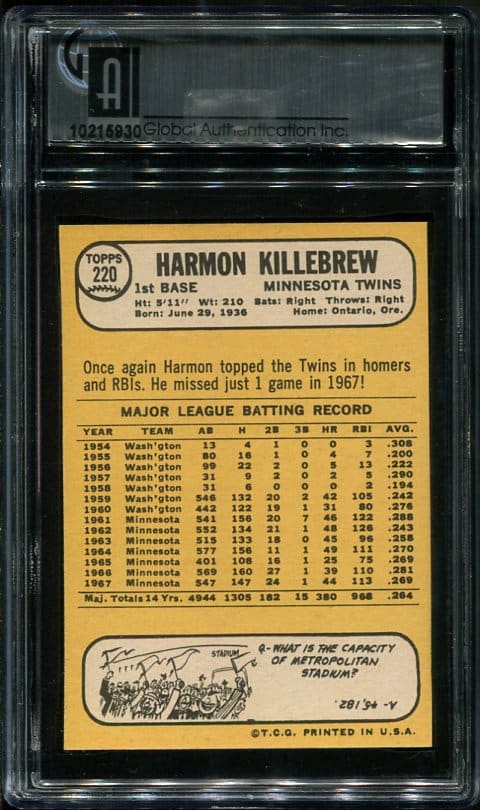 GA
10215930 Global Authentication Inc.
TOPPS
220
HARMON KILLEBREW
1st BASE MINNESOTA TWINS
Ht: 5'11" Wt: 210 Bats: Right Throws: Right
Born: June 29, 1936 Home: Ontario, Ore.
Once again Harmon topped the Twins in homers
and RBIs. He missed just 1 game in 1967!
MAJOR LEAGUE BATTING RECORD
YEAR TEAM AB H 2B 3B HR RBI AVG.
1954 Wash'gton 13 4 1 0 0 3 .308
1955 Wash'gton 80 16 1 0 4 7 .200
1956 Wash'gton 99 22 2 0 5 13 .222
1957 Wash'gton 31 9 2 0 2 5 .290
1958 Wash'gton 31 6 0 0 0 2 .194
1959 Wash'gton 546 132 20 2 42 105 .242
1960 Wash'gton 442 122 19 1 31 80 .276
1961 Minnesota 541 156 20 7 46 122 .288
1962 Minnesota 552 134 21 1 48 126 .243
1963 Minnesota 515 133 18 0 45 96 .258
1964 Minnesota 577 156 11 1 49 111 .270
1965 Minnesota 401 108 16 1 25 75 .269
1966 Minnesota 569 160 27 1 39 110 .281
1967 Minnesota 547 147 24 1 44 113 .269
Maj. Totals 14 Yrs. 4944 1305 182 15 380 968 .264
STADIUM
Q- WHAT IS THE CAPACITY
OF METROPOLITAN
STADIUM?
A- 45,182.
©T.C.G. PRINTED IN U.S.A.